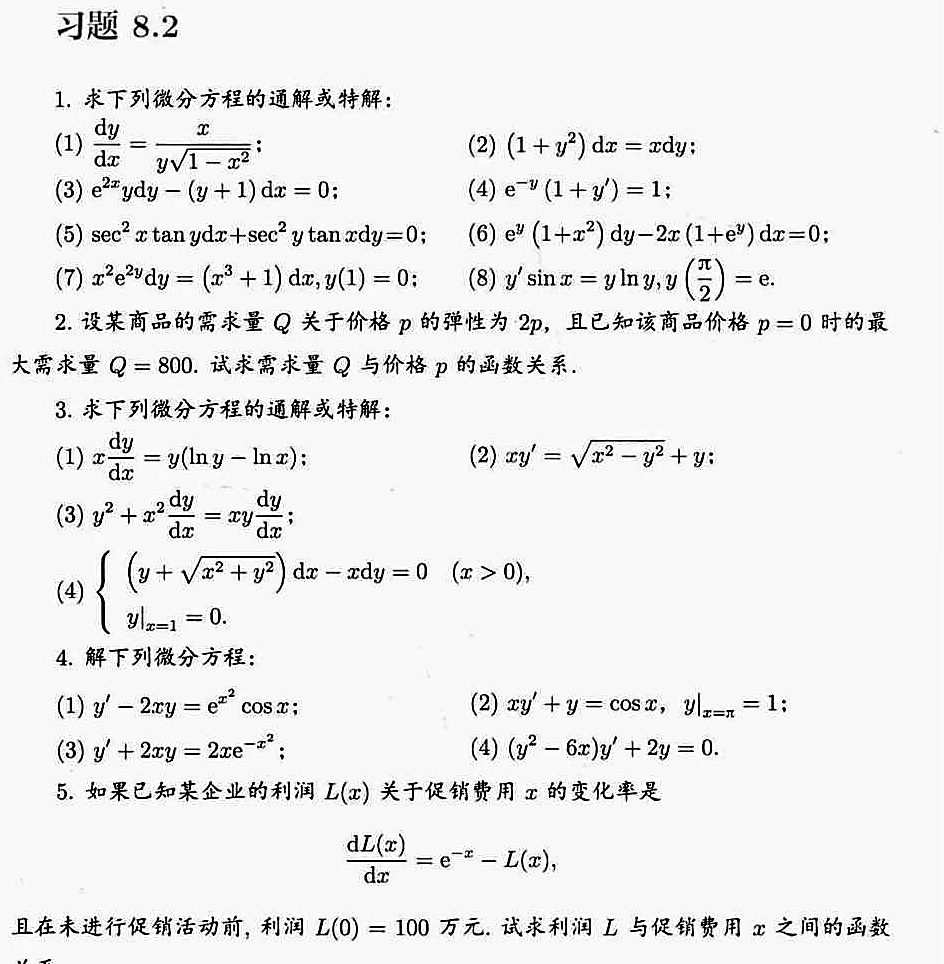 习题 8.2
1. 求下列微分方程的通解或特解:
(1) dy/dx = x/(y√(1 − x²)); (2) (1 + y²) dx = xdy;
(3) e²ˣydy − (y + 1) dx = 0; (4) e⁻ʸ (1 + y′) = 1;
(5) sec² x tan ydx+sec² y tan xdy=0; (6) eʸ (1+x²) dy−2x (1+eʸ) dx=0;
(7) x²e²ʸdy = (x³ + 1) dx, y(1) = 0; (8) y′ sin x = y ln y, y(π/2) = e.
2. 设某商品的需求量 Q 关于价格 p 的弹性为 2p, 且已知该商品价格 p = 0 时的最
大需求量 Q = 800. 试求需求量 Q 与价格 p 的函数关系.
3. 求下列微分方程的通解或特解:
(1) x dy/dx = y(ln y − ln x); (2) xy′ = √(x² − y²) + y;
(3) y² + x² dy/dx = xy dy/dx;
(4) { (y + √(x² + y²)) dx − xdy = 0 (x > 0),
y|ₓ₌₁ = 0.
4. 解下列微分方程:
(1) y′ − 2xy = e^(x²) cos x; (2) xy′ + y = cos x, y|_(x=π) = 1;
(3) y′ + 2xy = 2xe^(−x²); (4) (y² − 6x)y′ + 2y = 0.
5. 如果已知某企业的利润 L(x) 关于促销费用 x 的变化率是
dL(x)/dx = e⁻ˣ − L(x),
且在未进行促销活动前, 利润 L(0) = 100 万元. 试求利润 L 与促销费用 x 之间的函数